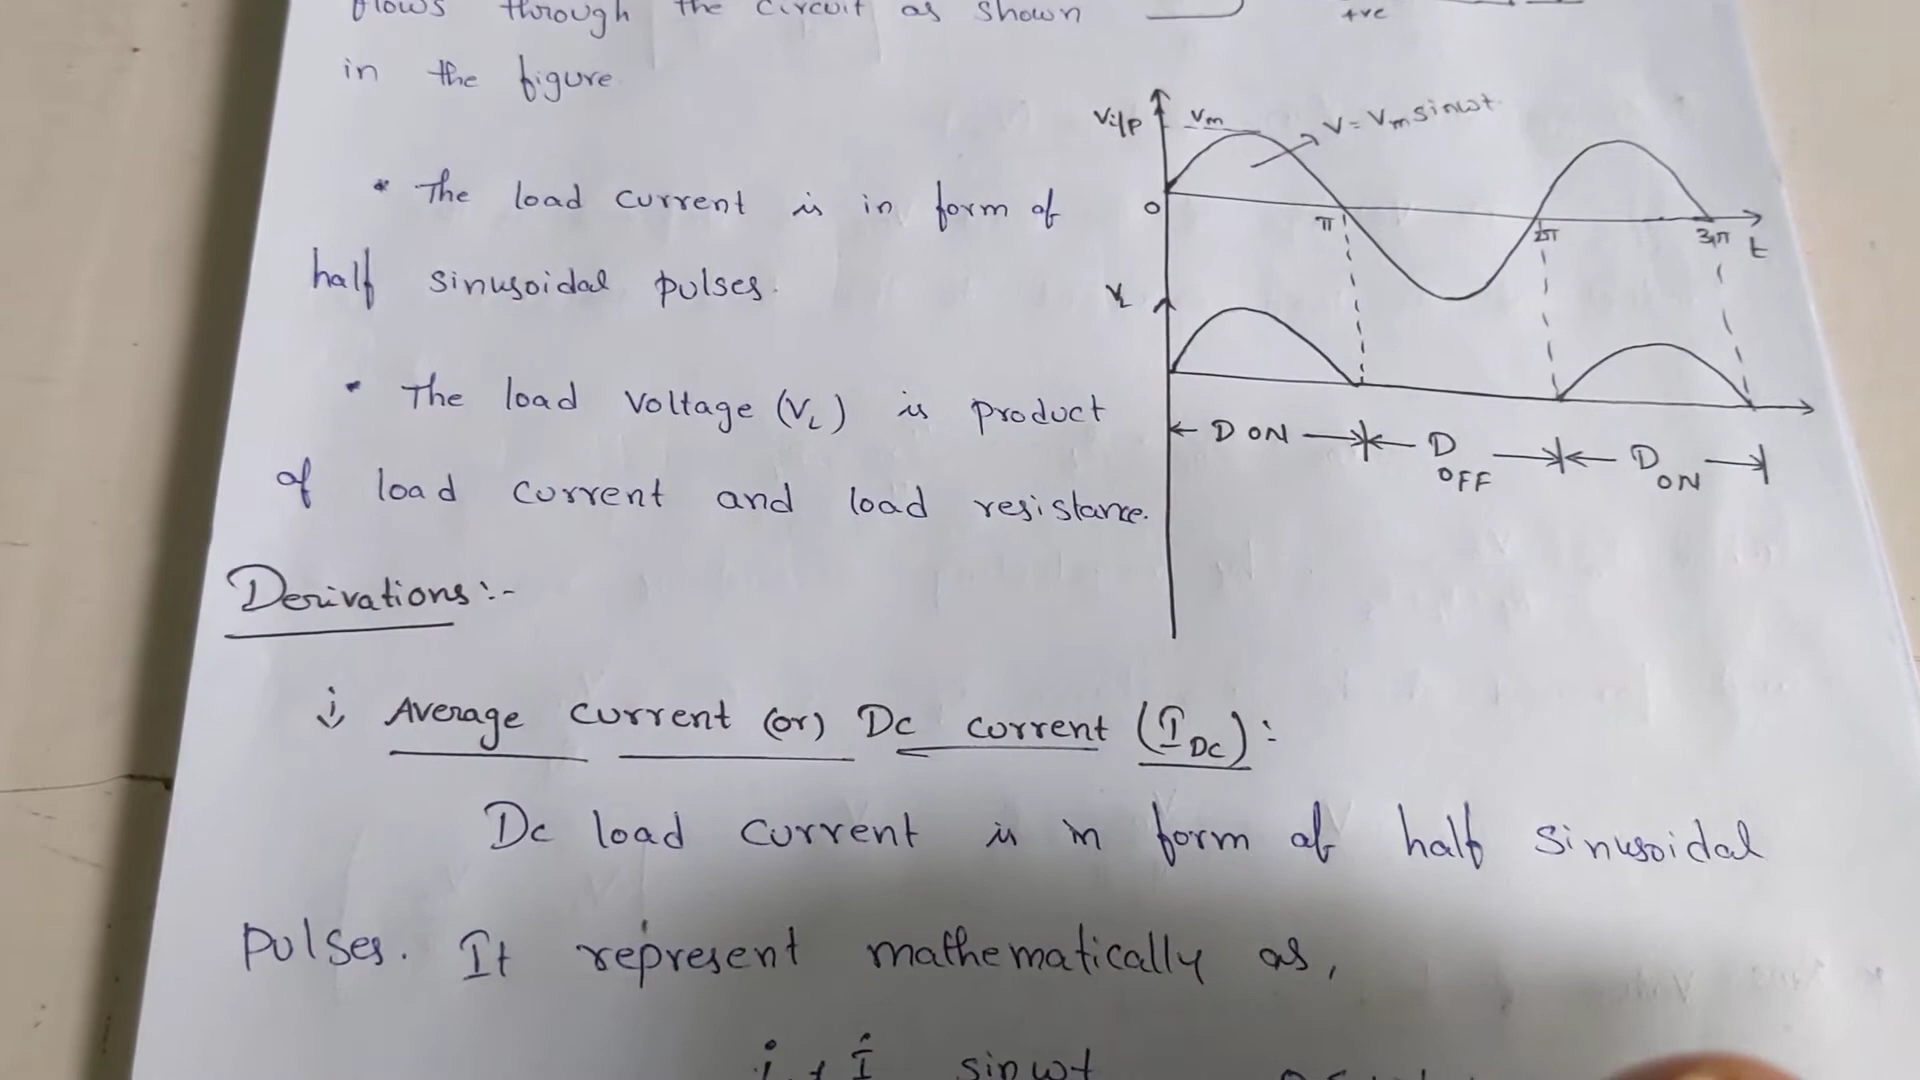 flows through the circuit as shown
in the figure
* The load current is in form of
half sinusoidal pulses.
• The load voltage (VL) is product
of load current and load resistance.
+ve
Vi/p
Vm
V = Vm sinωt.
0
π
2π
3π
t
VL
D ON
D OFF
D ON
Derivations :-
i, Average current (or) Dc current (IDC) :
Dc load current is in form of half sinusoidal
pulses. It represent mathematically as,
sin wt